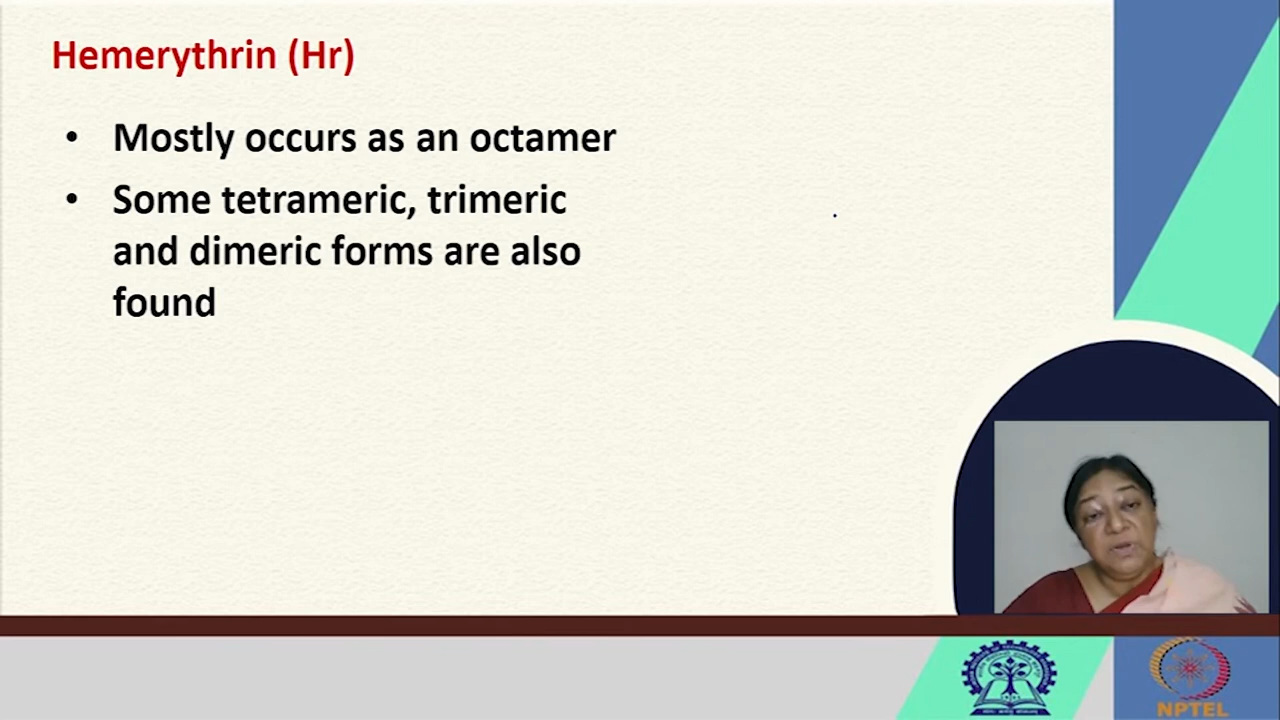 Hemerythrin (Hr)
• Mostly occurs as an octamer
• Some tetrameric, trimeric
and dimeric forms are also
found
NPTEL